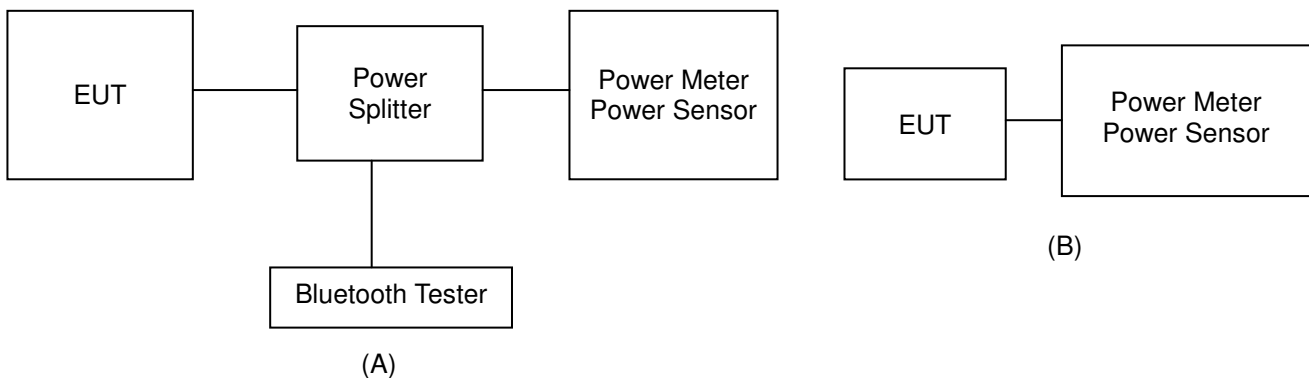 EUT
Power
Splitter
Power Meter
Power Sensor
Bluetooth Tester
(A)
EUT
Power Meter
Power Sensor
(B)